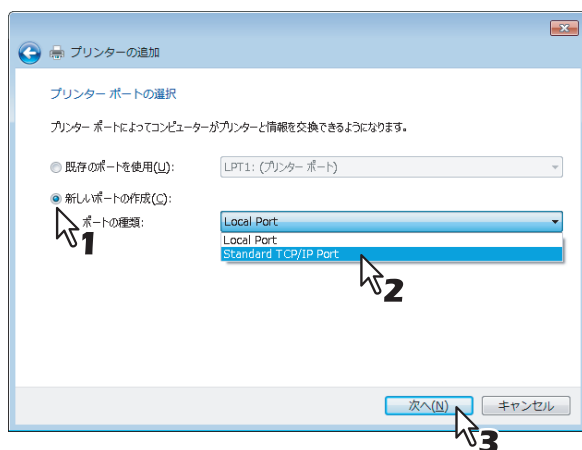 プリンターの追加
プリンター ポートの選択
プリンター ポートによってコンピューターがプリンターと情報を交換できるようになります。
既存のポートを使用(U):
LPT1: (プリンター ポート)
新しいポートの作成(C):
ポートの種類:
Local Port
1
Local Port
Standard TCP/IP Port
2
次へ(N)
キャンセル
3